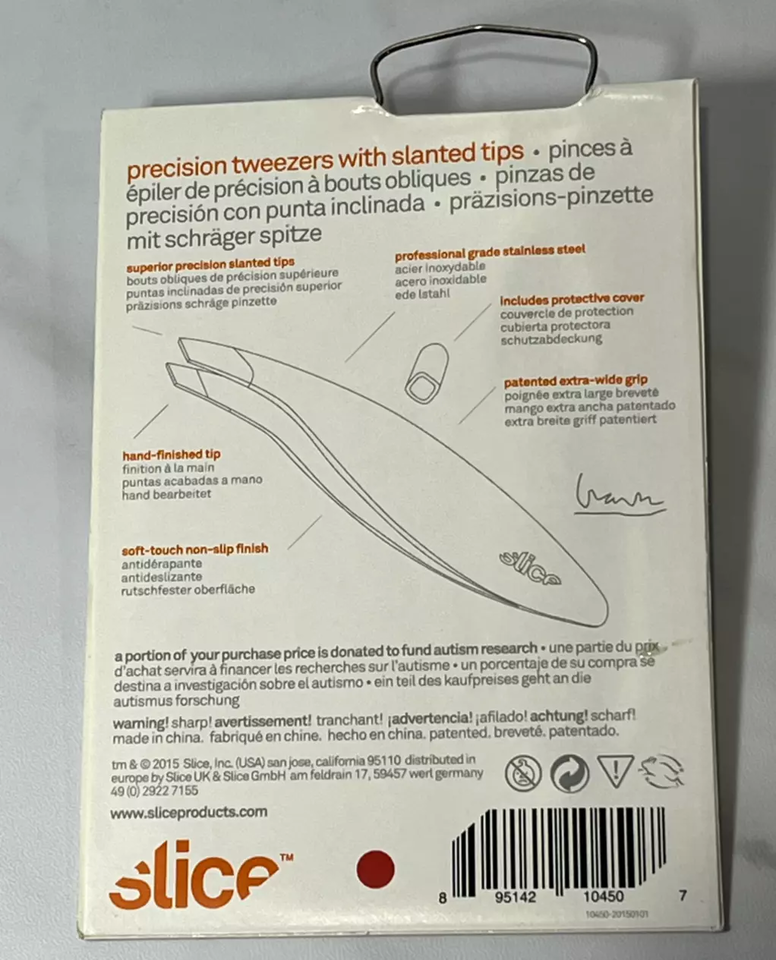 precision tweezers with slanted tips • pinces à
épiler de précision à bouts obliques • pinzas de
precisión con punta inclinada • präzisions-pinzette
mit schräger spitze
superior precision slanted tips
bouts obliques de précision supérieure
puntas inclinadas de precisión superior
präzisions schräge pinzette
professional grade stainless steel
acier inoxydable
acero inoxidable
ede lstahl
includes protective cover
couvercle de protection
cubierta protectora
schutzabdeckung
patented extra-wide grip
poignée extra large breveté
mango extra ancha patentado
extra breite griff patentiert
hand-finished tip
finition à la main
puntas acabadas a mano
hand bearbeitet
soft-touch non-slip finish
antidérapante
antideslizante
rutschfester oberfläche
slice
a portion of your purchase price is donated to fund autism research • une partie du prix
d'achat servira à financer les recherches sur l'autisme • un porcentaje de su compra se
destina a investigación sobre el autismo • ein teil des kaufpreises geht an die
autismus forschung
warning! sharp! avertissement! tranchant! ¡advertencia! ¡afilado! achtung! scharf!
made in china. fabriqué en chine. hecho en china. patented. breveté. patentado.
tm & © 2015 Slice, Inc. (USA) san jose, california 95110 distributed in
europe by Slice UK & Slice GmbH am feldrain 17, 59457 werl germany
49 (0) 2922 7155
www.sliceproducts.com
slice™
8 95142 10450 7
10450-20150101